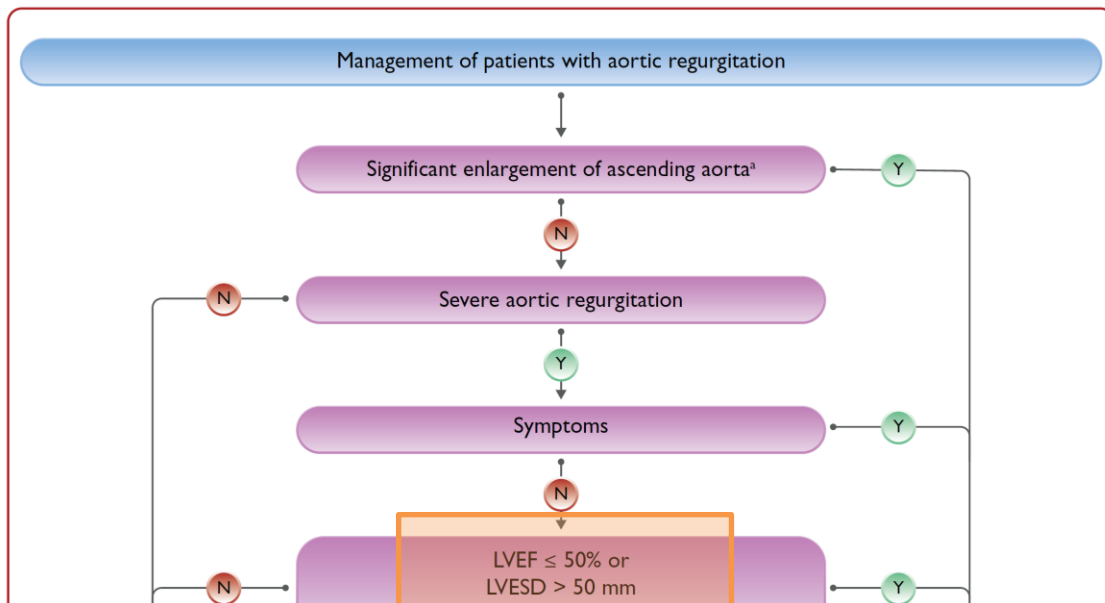 Management of patients with aortic regurgitation
Significant enlargement of ascending aortaᵃ
Y
N
Severe aortic regurgitation
N
Y
Symptoms
Y
N
LVEF ≤ 50% or
LVESD > 50 mm
N
Y